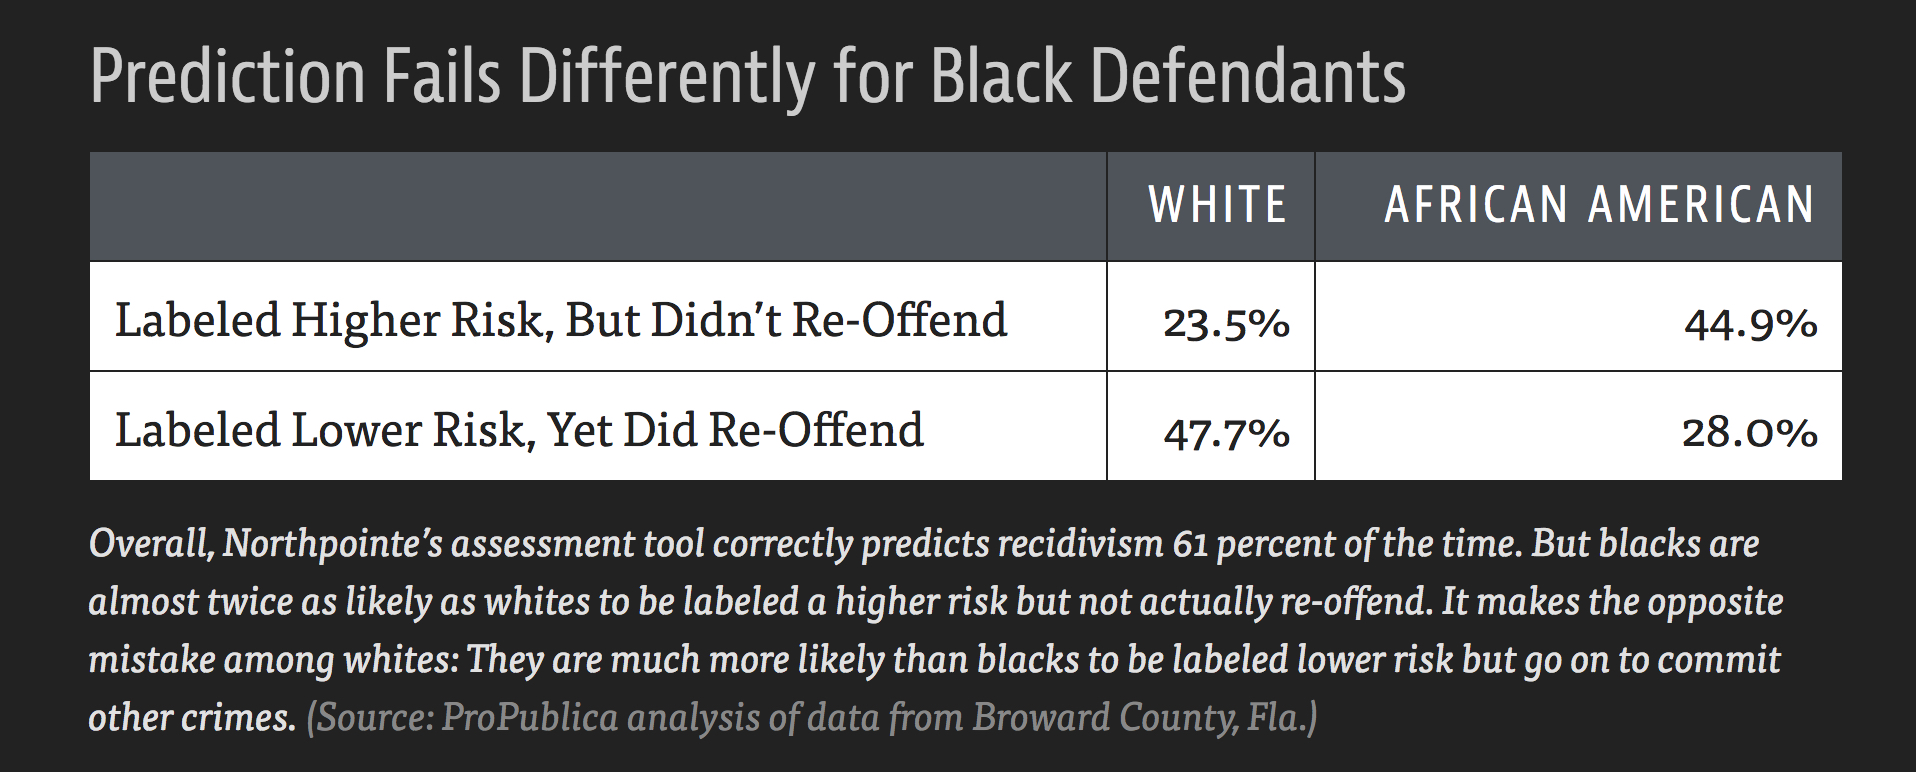 Prediction Fails Differently for Black Defendants
WHITE AFRICAN AMERICAN
Labeled Higher Risk, But Didn’t Re-Offend 23.5% 44.9%
Labeled Lower Risk, Yet Did Re-Offend 47.7% 28.0%
Overall, Northpointe’s assessment tool correctly predicts recidivism 61 percent of the time. But blacks are
almost twice as likely as whites to be labeled a higher risk but not actually re-offend. It makes the opposite
mistake among whites: They are much more likely than blacks to be labeled lower risk but go on to commit
other crimes. (Source: ProPublica analysis of data from Broward County, Fla.)